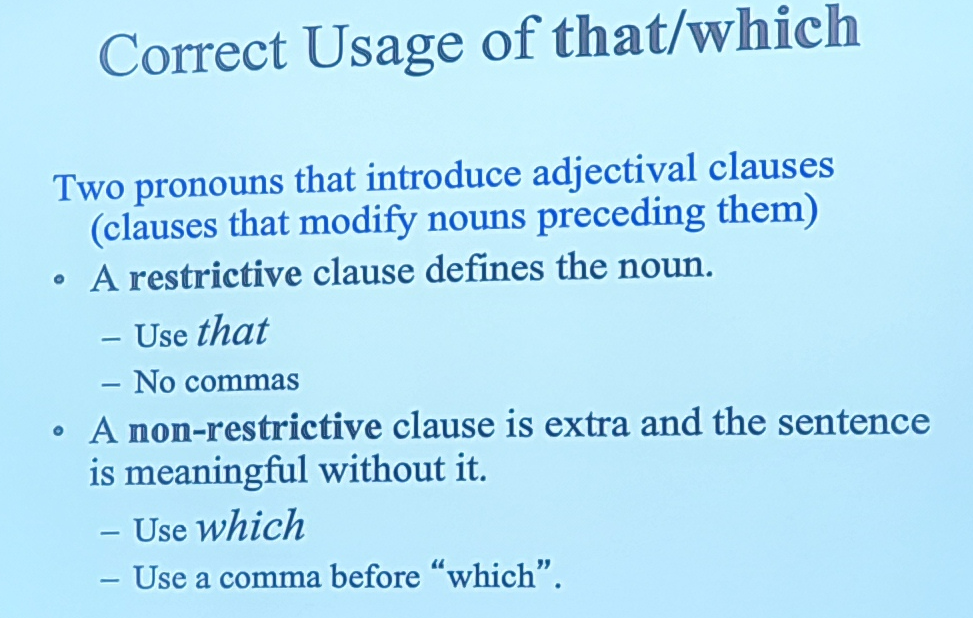 Correct Usage of that/which
Two pronouns that introduce adjectival clauses
(clauses that modify nouns preceding them)
• A restrictive clause defines the noun.
– Use that
– No commas
• A non-restrictive clause is extra and the sentence
is meaningful without it.
– Use which
– Use a comma before “which”.